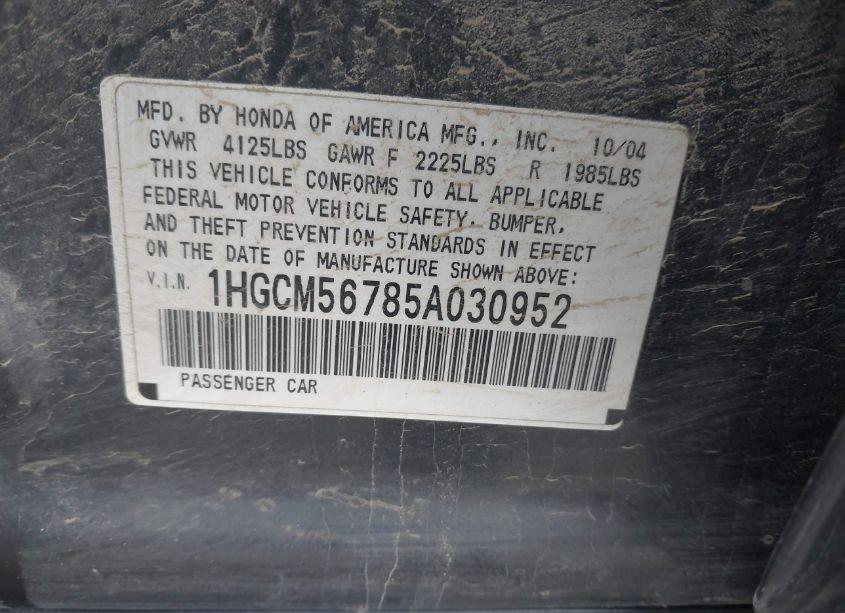 MFD. BY HONDA OF AMERICA MFG., INC. 10/04
GVWR 4125LBS GAWR F 2225LBS R 1985LBS
THIS VEHICLE CONFORMS TO ALL APPLICABLE
FEDERAL MOTOR VEHICLE SAFETY, BUMPER,
AND THEFT PREVENTION STANDARDS IN EFFECT
ON THE DATE OF MANUFACTURE SHOWN ABOVE:
V.I.N. 1HGCM56785A030952
PASSENGER CAR